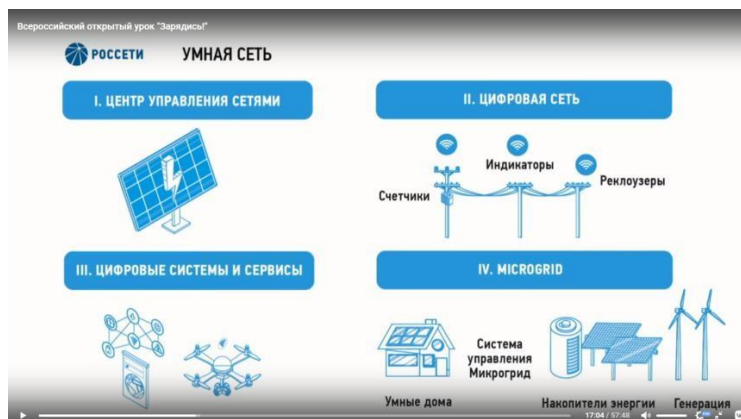 Всероссийский открытый урок "Зарядись!"
РОССЕТИ
УМНАЯ СЕТЬ
I. ЦЕНТР УПРАВЛЕНИЯ СЕТЯМИ
II. ЦИФРОВАЯ СЕТЬ
Счетчики
Индикаторы
Реклоузеры
III. ЦИФРОВЫЕ СИСТЕМЫ И СЕРВИСЫ
IV. MICROGRID
Умные дома
Система
управления
Микрогрид
Накопители энергии
Генерация
17:04 / 57:48